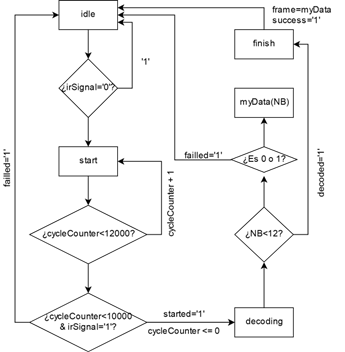 idle
frame=myData
success='1'
finish
'1'
¿irSignal='0'?
myData(NB)
start
failled='1'
¿Es 0 o 1?
failled='1'
cycleCounter + 1
decoded='1'
¿cycleCounter<12000?
¿NB<12?
¿cycleCounter<10000
& irSignal='1'?
started='1'
cycleCounter <= 0
decoding